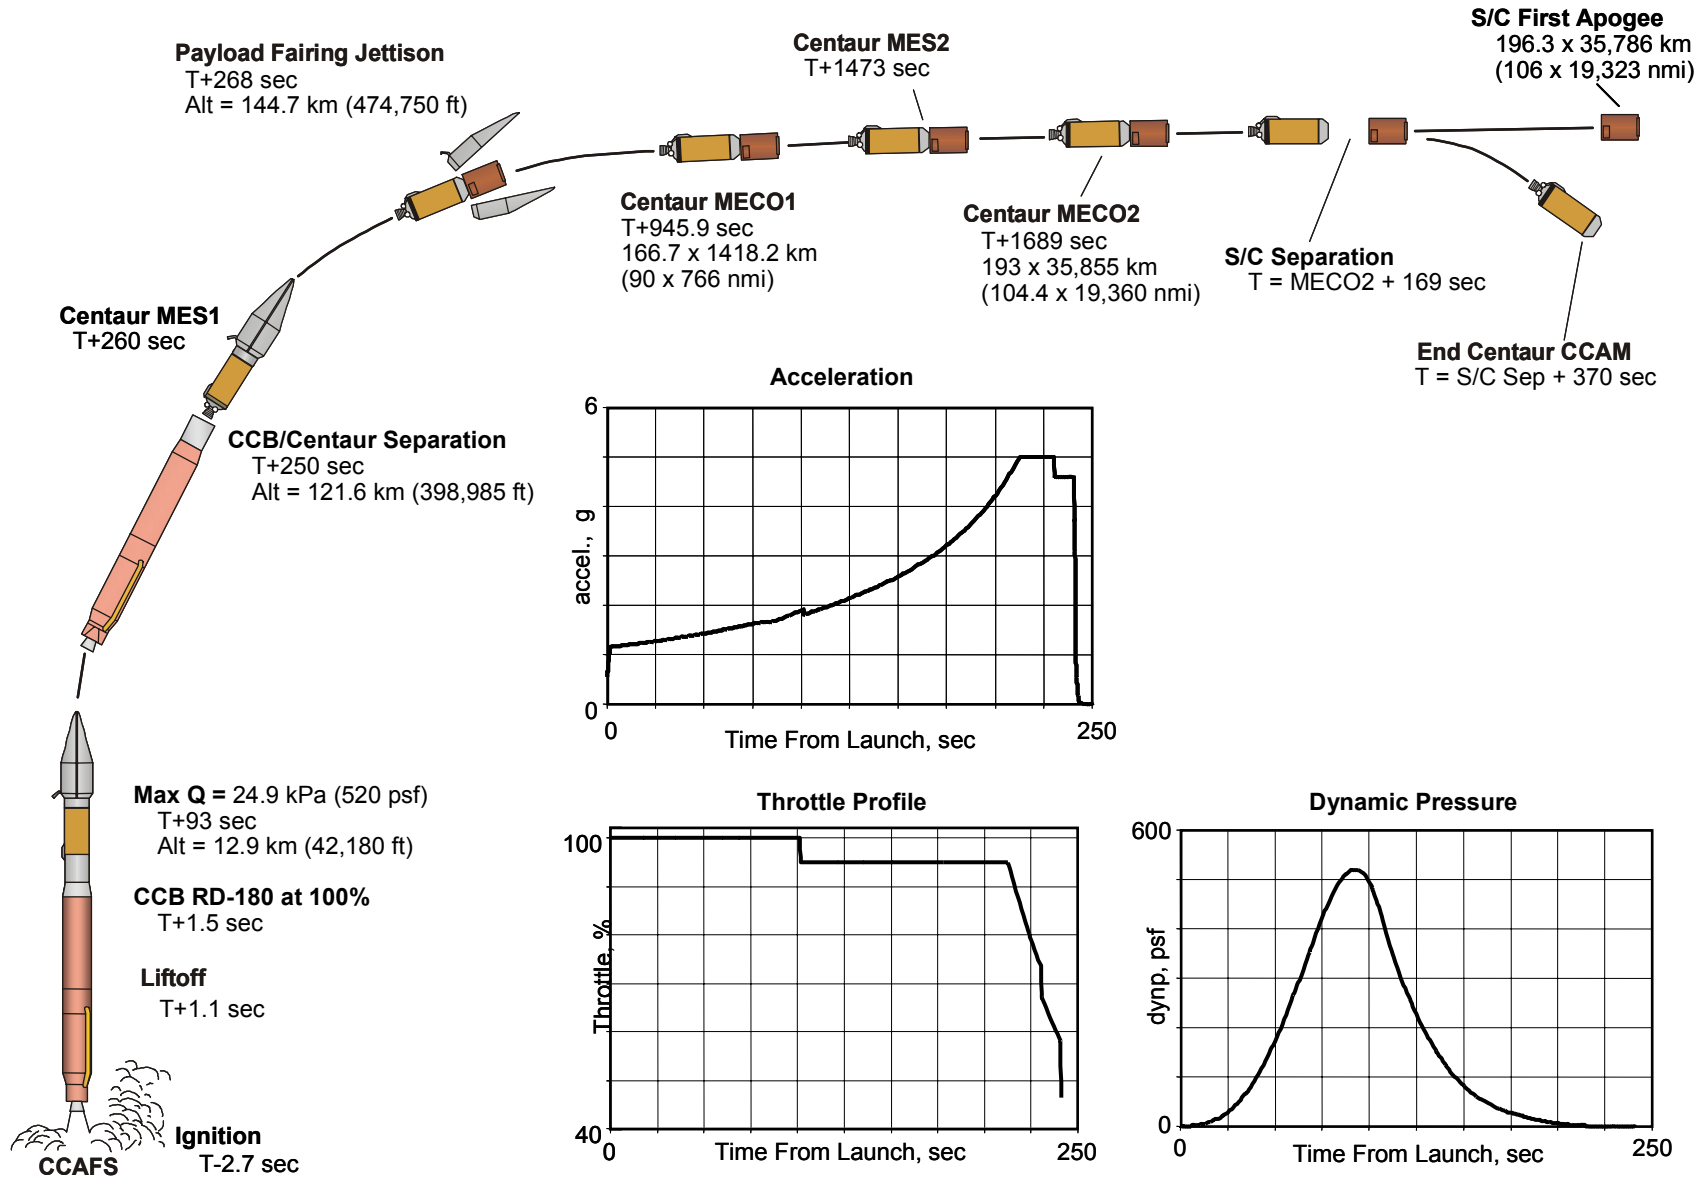 S/C First Apogee
196.3 x 35,786 km
(106 x 19,323 nmi)
Payload Fairing Jettison
T+268 sec
Alt = 144.7 km (474,750 ft)
Centaur MES2
T+1473 sec
Centaur MECO1
T+945.9 sec
166.7 x 1418.2 km
(90 x 766 nmi)
Centaur MECO2
T+1689 sec
193 x 35,855 km
(104.4 x 19,360 nmi)
S/C Separation
T = MECO2 + 169 sec
End Centaur CCAM
T = S/C Sep + 370 sec
Centaur MES1
T+260 sec
CCB/Centaur Separation
T+250 sec
Alt = 121.6 km (398,985 ft)
Acceleration
6
accel., g
0
0
250
Time From Launch, sec
Max Q = 24.9 kPa (520 psf)
T+93 sec
Alt = 12.9 km (42,180 ft)
CCB RD-180 at 100%
T+1.5 sec
Liftoff
T+1.1 sec
Ignition
T-2.7 sec
CCAFS
Throttle Profile
100
Throttle, %
40
0
250
Time From Launch, sec
Dynamic Pressure
600
dynp, psf
0
0
250
Time From Launch, sec